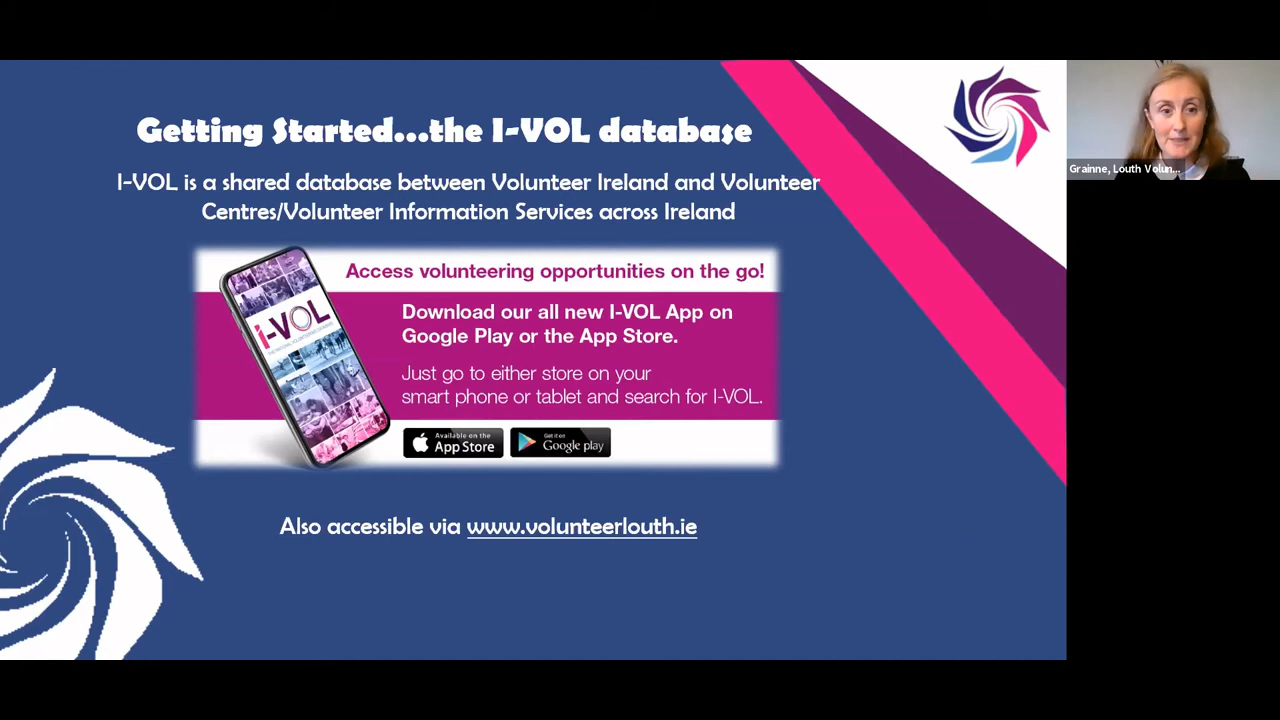 Getting Started...the I-VOL database
I-VOL is a shared database between Volunteer Ireland and Volunteer
Centres/Volunteer Information Services across Ireland
Access volunteering opportunities on the go!
Download our all new I-VOL App on
Google Play or the App Store.
Just go to either store on your
smart phone or tablet and search for I-VOL.
i-VOL
Available on the
App Store
Get it on
Google play
Also accessible via www.volunteerlouth.ie
Grainne, Louth Volun...